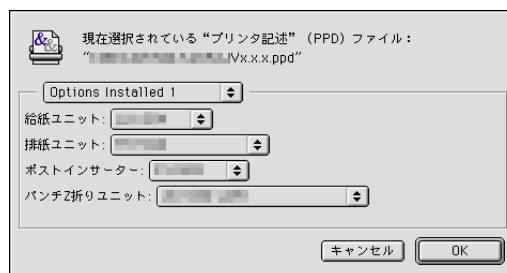 現在選択されている“プリンタ記述”（PPD）ファイル：
Vx.x.x.ppd”
Options Installed 1
給紙ユニット：
排紙ユニット：
ポストインサーター：
パンチZ折りユニット：
キャンセル OK